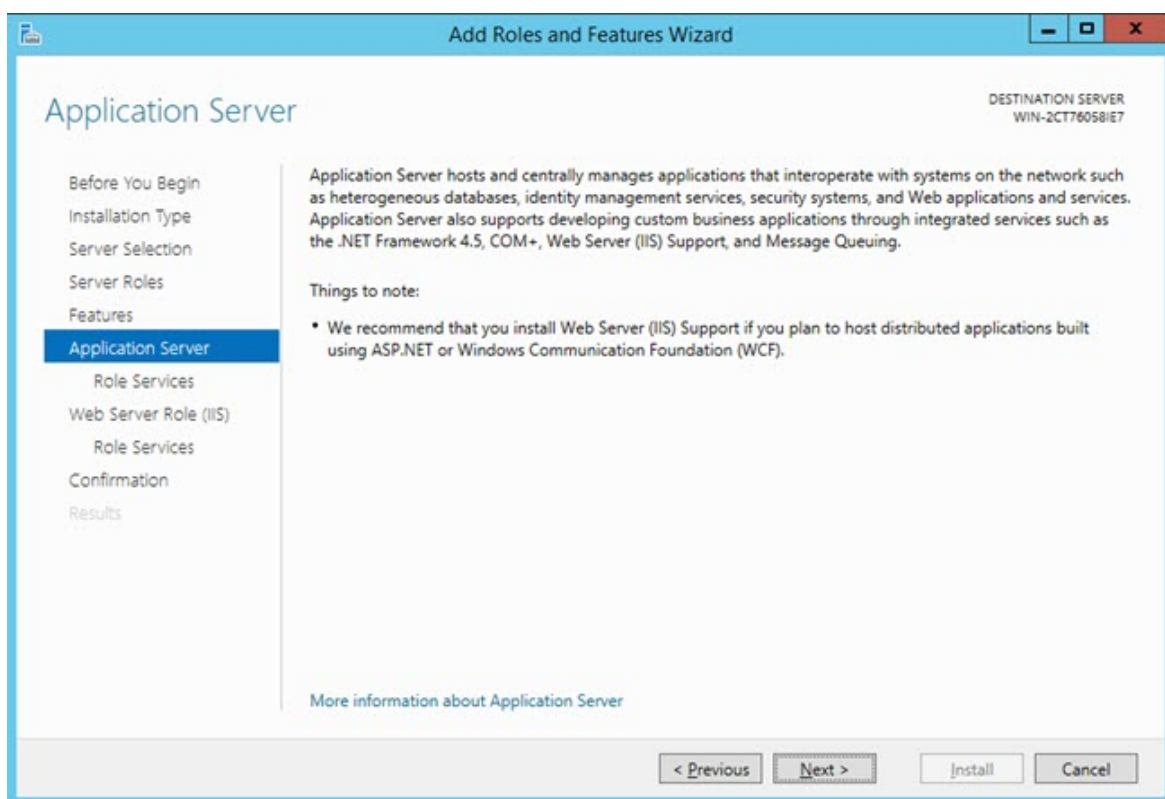 Add Roles and Features Wizard
Application Server
DESTINATION SERVER
WIN-2CT76058IE7
Before You Begin
Installation Type
Server Selection
Server Roles
Features
Application Server
Role Services
Web Server Role (IIS)
Role Services
Confirmation
Results
Application Server hosts and centrally manages applications that interoperate with systems on the network such
as heterogeneous databases, identity management services, security systems, and Web applications and services.
Application Server also supports developing custom business applications through integrated services such as
the .NET Framework 4.5, COM+, Web Server (IIS) Support, and Message Queuing.
Things to note:
• We recommend that you install Web Server (IIS) Support if you plan to host distributed applications built
using ASP.NET or Windows Communication Foundation (WCF).
More information about Application Server
< Previous
Next >
Install
Cancel